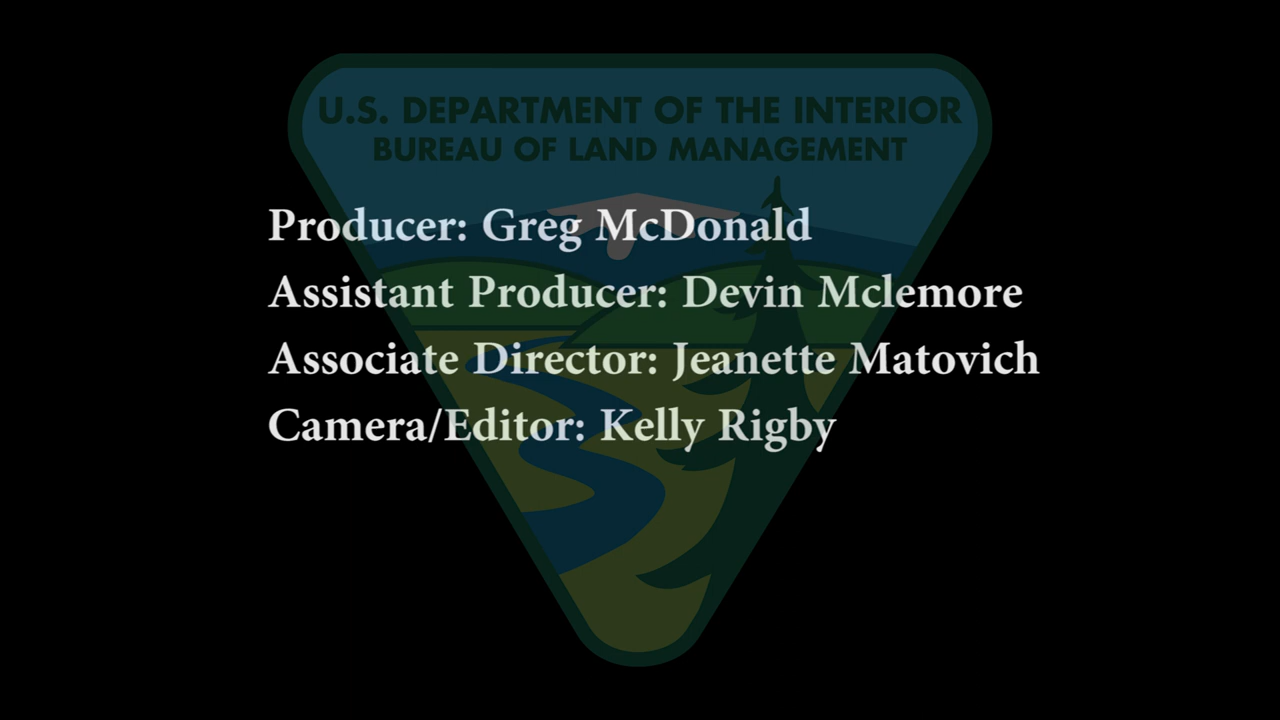 U.S. DEPARTMENT OF THE INTERIOR
BUREAU OF LAND MANAGEMENT
Producer: Greg McDonald
Assistant Producer: Devin Mclemore
Associate Director: Jeanette Matovich
Camera/Editor: Kelly Rigby